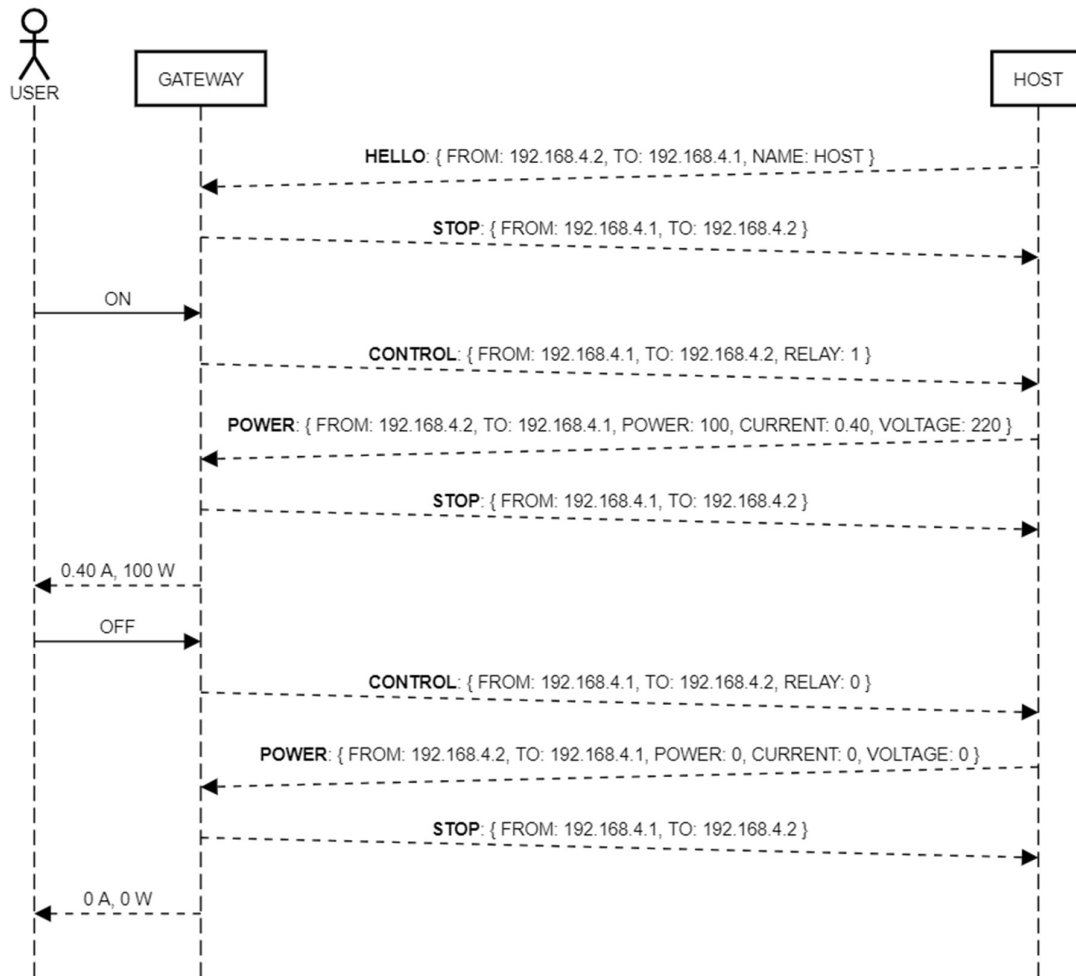 USER
GATEWAY
HOST
HELLO: { FROM: 192.168.4.2, TO: 192.168.4.1, NAME: HOST }
STOP: { FROM: 192.168.4.1, TO: 192.168.4.2 }
ON
CONTROL: { FROM: 192.168.4.1, TO: 192.168.4.2, RELAY: 1 }
POWER: { FROM: 192.168.4.2, TO: 192.168.4.1, POWER: 100, CURRENT: 0.40, VOLTAGE: 220 }
STOP: { FROM: 192.168.4.1, TO: 192.168.4.2 }
0.40 A, 100 W
OFF
CONTROL: { FROM: 192.168.4.1, TO: 192.168.4.2, RELAY: 0 }
POWER: { FROM: 192.168.4.2, TO: 192.168.4.1, POWER: 0, CURRENT: 0, VOLTAGE: 0 }
STOP: { FROM: 192.168.4.1, TO: 192.168.4.2 }
0 A, 0 W